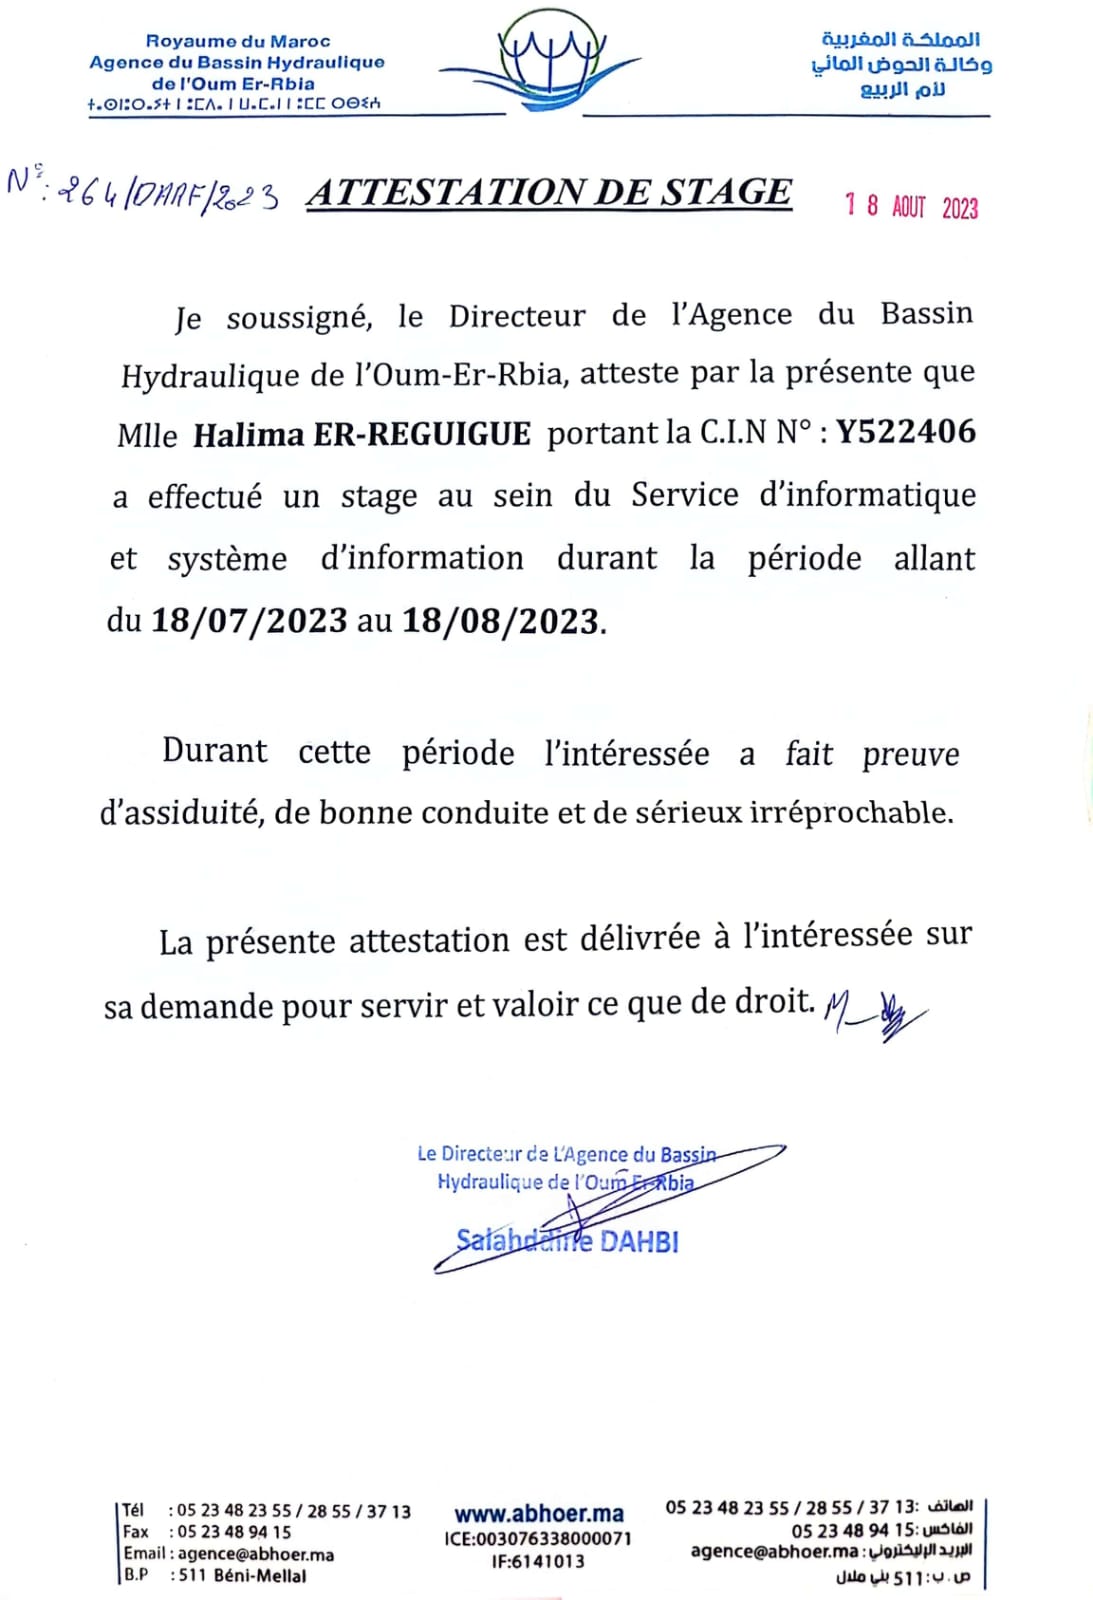 Royaume du Maroc
Agence du Bassin Hydraulique
de l'Oum Er-Rbia
ⵜⴰⵙⵏⵓⵔⴰⵢⵜ ⵏ ⵓⵎⴷⴰ ⵏ ⵡⴰⵎⴰⵏ ⵏ ⵓⵎⵎ ⵔⴱⵉⵄ
المملكة المغربية
وكالة الحوض المائي
لأم الربيع
N°: 264/DARF/2023
ATTESTATION DE STAGE
18 AOUT 2023
Je soussigné, le Directeur de l'Agence du Bassin
Hydraulique de l'Oum-Er-Rbia, atteste par la présente que
Mlle Halima ER-REGUIGUE portant la C.I.N N° : Y522406
a effectué un stage au sein du Service d'informatique
et système d'information durant la période allant
du 18/07/2023 au 18/08/2023.
Durant cette période l'intéressée a fait preuve
d'assiduité, de bonne conduite et de sérieux irréprochable.
La présente attestation est délivrée à l'intéressée sur
sa demande pour servir et valoir ce que de droit.
Le Directeur de L'Agence du Bassin
Hydraulique de l'Oum Er-Rbia
Salahddine DAHBI
Tél : 05 23 48 23 55 / 28 55 / 37 13
Fax : 05 23 48 94 15
Email : agence@abhoer.ma
B.P : 511 Béni-Mellal
www.abhoer.ma
ICE:003076338000071
IF:6141013
الهاتف :05 23 48 23 55 / 28 55 / 37 13
الفاكس :05 23 48 94 15
البريد الإليكتروني : agence@abhoer.ma
ص.ب: 511 بني ملال